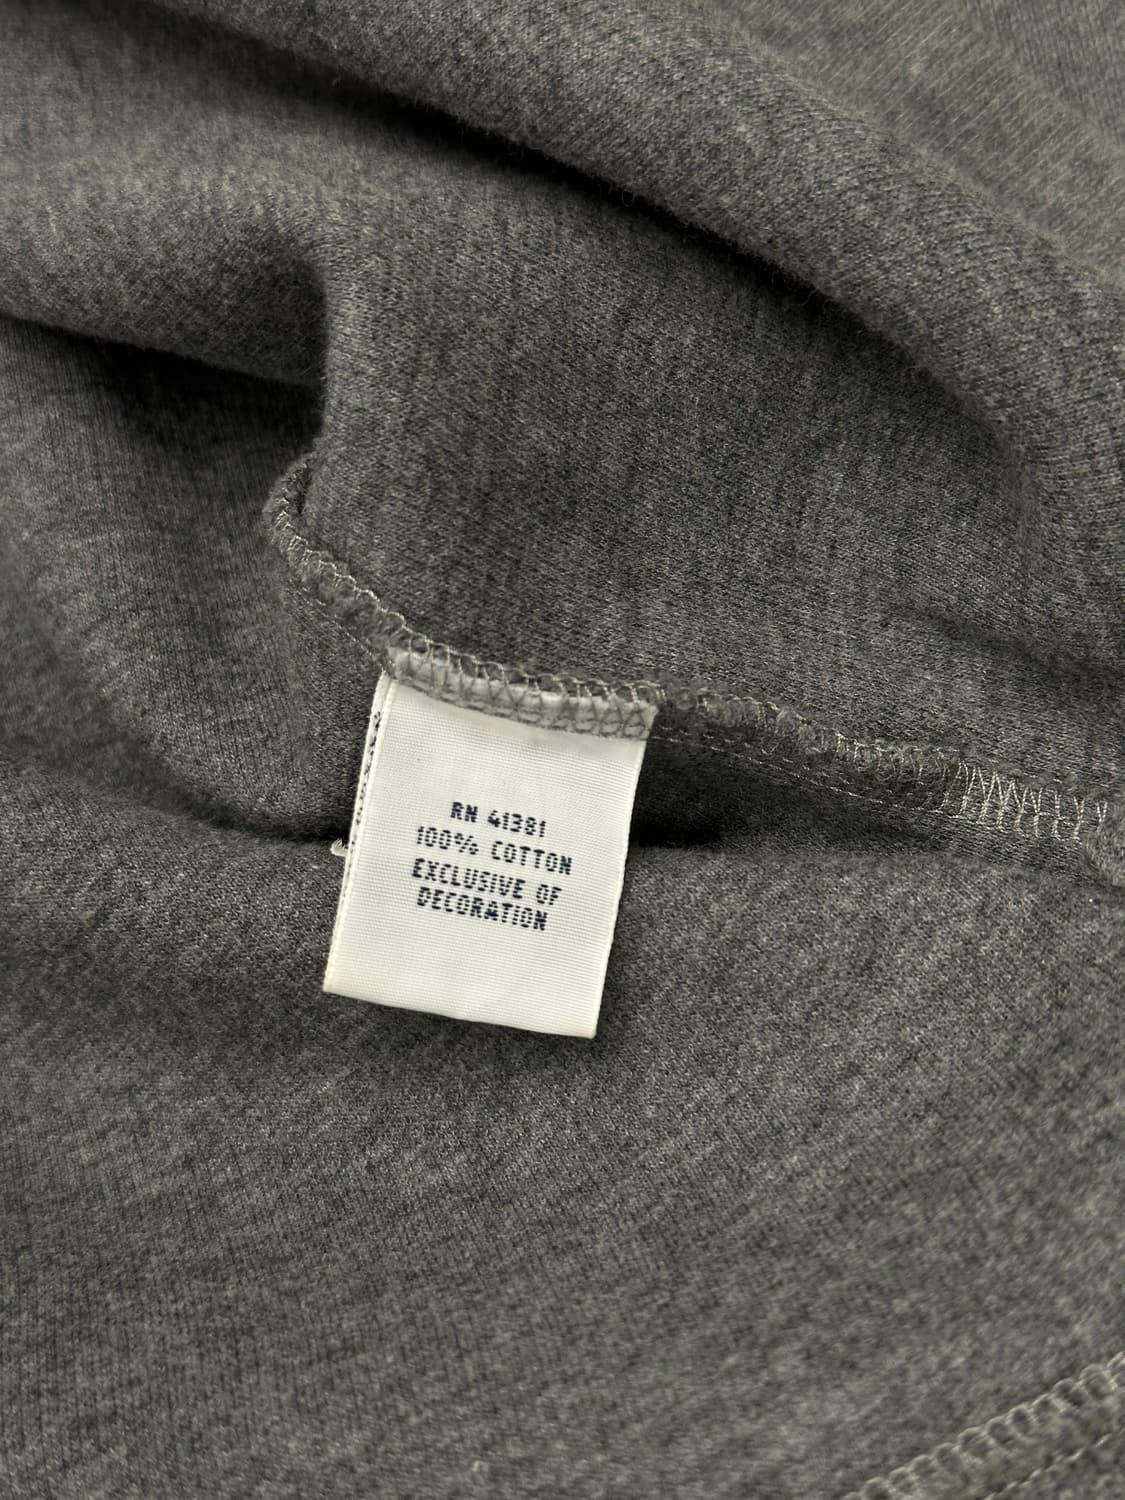 RN 41381
100% COTTON
EXCLUSIVE OF
DECORATION